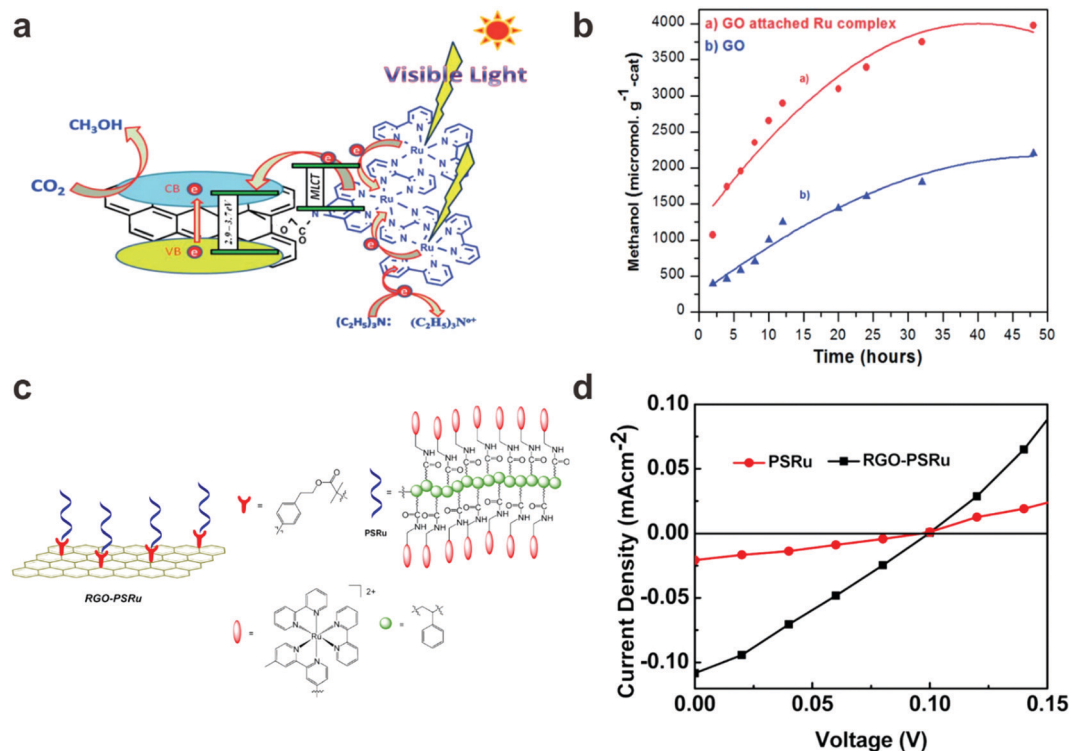 a
Visible Light
CH3OH
CO2
CB
e
VB
e
2.9–3.7 eV
MLCT
e
e
e
e
O
C
O
N
N
N
N
N
N
N
Ru
Ru
Ru
(C2H5)3N:
(C2H5)3N°+
b
a) GO attached Ru complex
b) GO
a)
b)
Methanol (micromol. g-1-cat)
4000
3500
3000
2500
2000
1500
1000
500
0
0 5 10 15 20 25 30 35 40 45 50
Time (hours)
c
RGO-PSRu
=
O
O
=
PSRu
NH
C=O
=
2+
N
N
N
N
N
N
Ru
=
d
PSRu
RGO-PSRu
Current Density (mAcm-2)
0.10
0.05
0.00
-0.05
-0.10
0.00 0.05 0.10 0.15
Voltage (V)